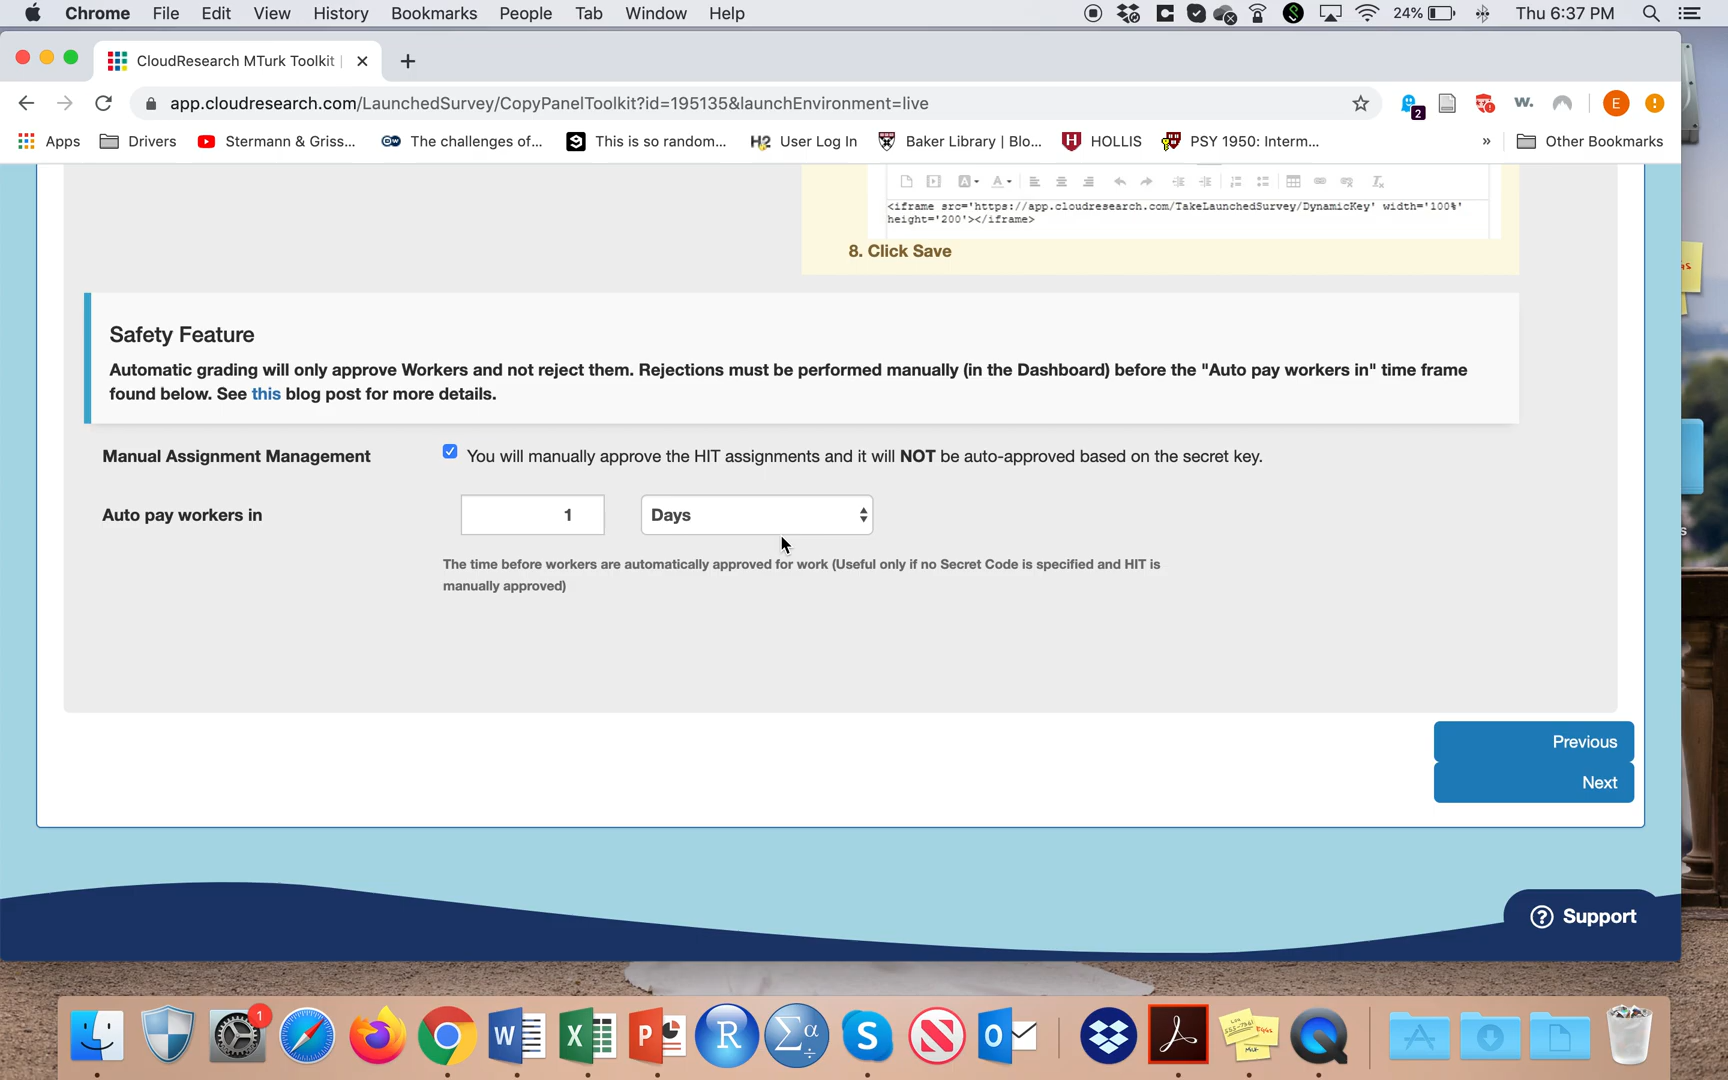 Chrome File Edit View History Bookmarks People Tab Window Help 24% Thu 6:37 PM
CloudResearch MTurk Toolkit
app.cloudresearch.com/LaunchedSurvey/CopyPanelToolkit?id=195135&launchEnvironment=live
2 W. E
Apps Drivers Stermann & Griss... The challenges of... This is so random... H2 User Log In Baker Library | Blo... HOLLIS PSY 1950: Interm... » Other Bookmarks
<iframe src='https://app.cloudresearch.com/TakeLaunchedSurvey/DynamicKey' width='100%'
height='200'></iframe>
8. Click Save
Safety Feature
Automatic grading will only approve Workers and not reject them. Rejections must be performed manually (in the Dashboard) before the "Auto pay workers in" time frame
found below. See this blog post for more details.
Manual Assignment Management You will manually approve the HIT assignments and it will NOT be auto-approved based on the secret key.
Auto pay workers in 1 Days
The time before workers are automatically approved for work (Useful only if no Secret Code is specified and HIT is
manually approved)
Previous
Next
Support
1